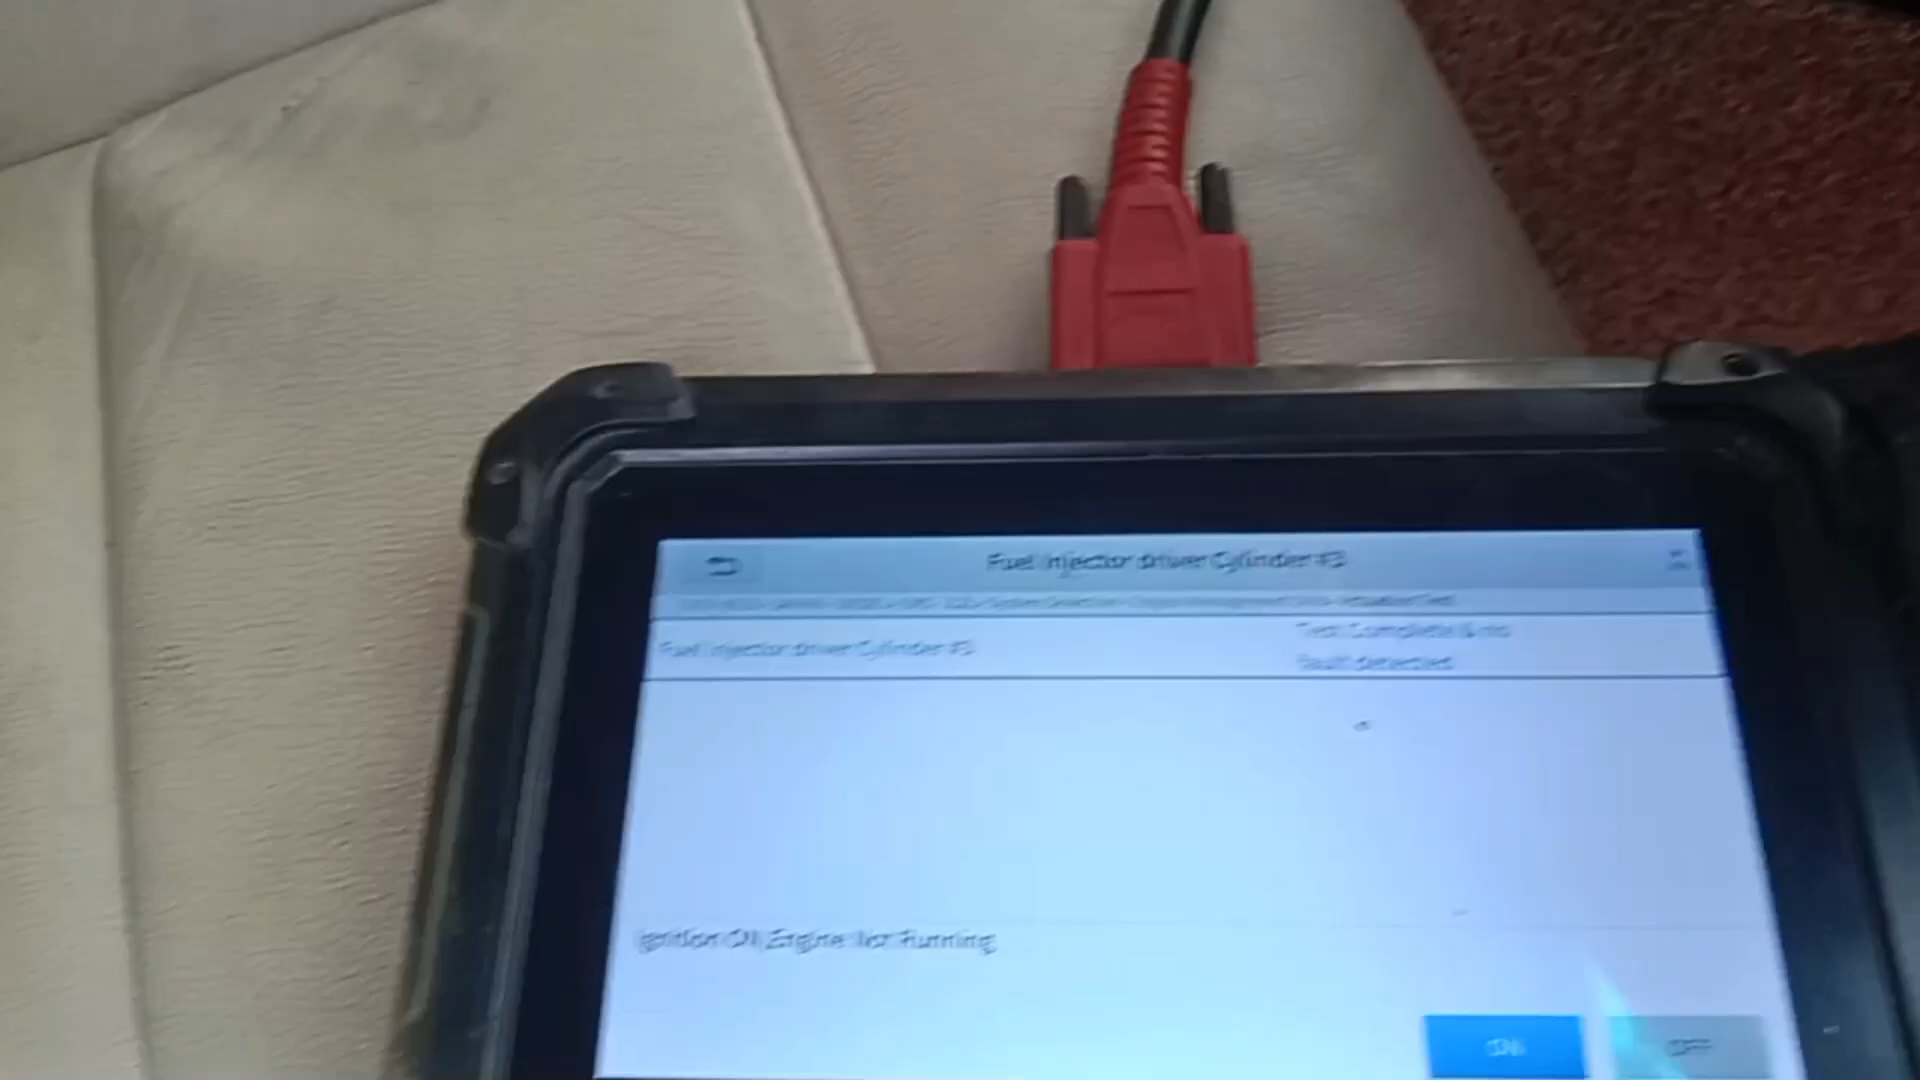 Fuel Injector driver Cylinder #3
Fuel Injector driver Cylinder #3
Test Complete & no
fault detected
Ignition ON, Engine Not Running
ON
OFF